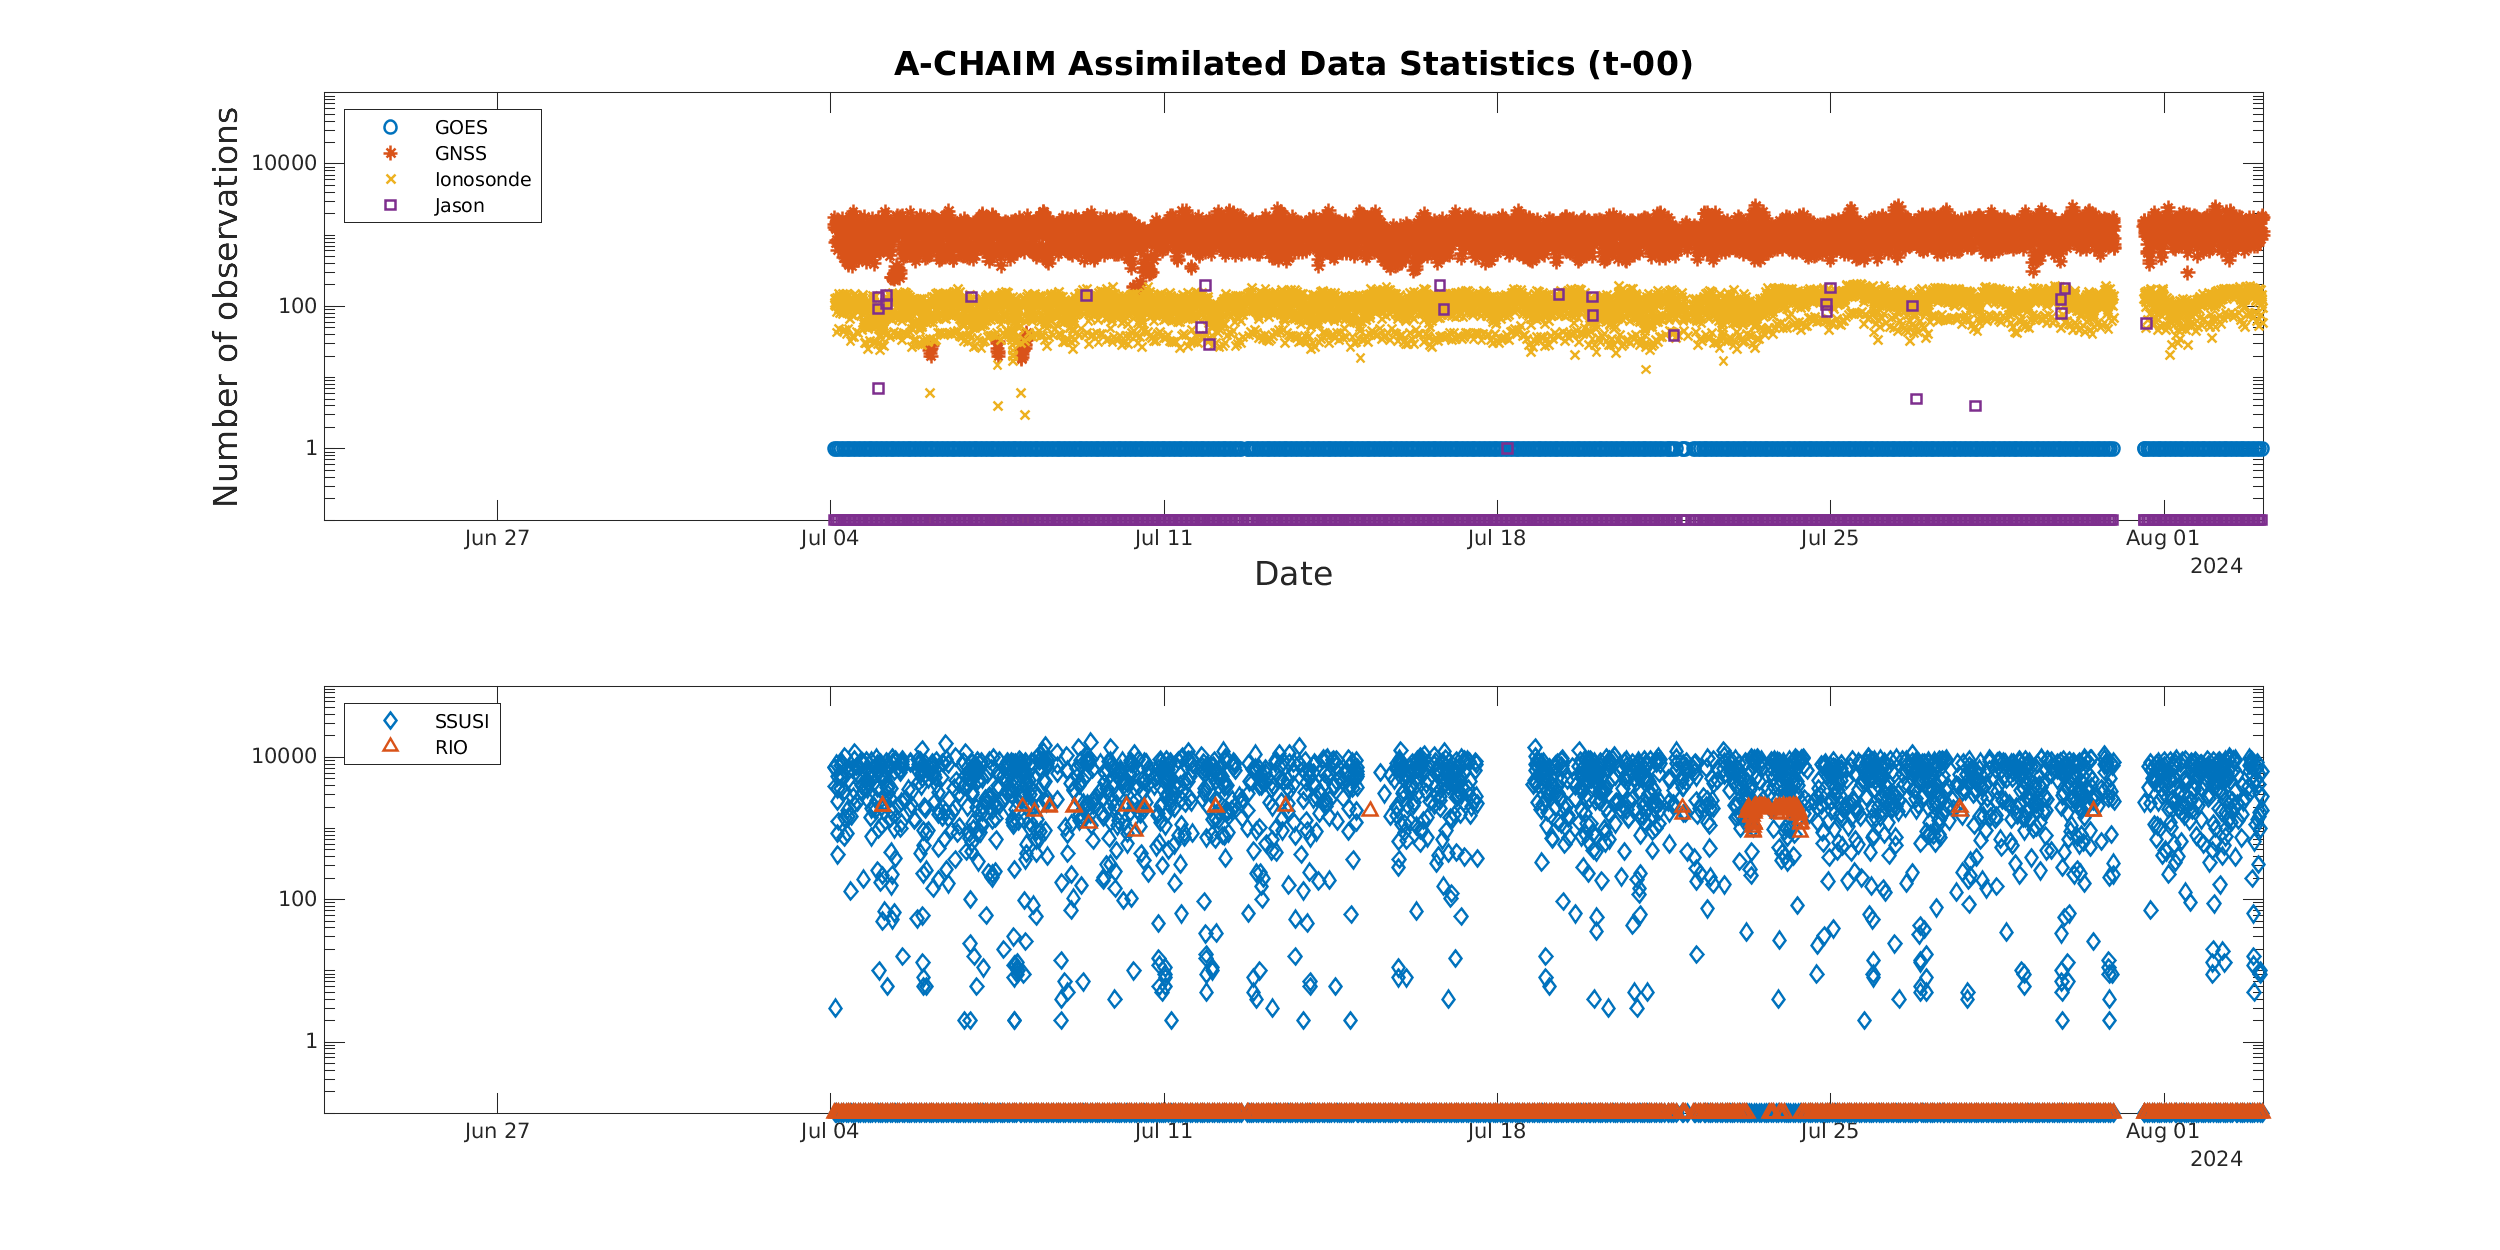 A-CHAIM Assimilated Data Statistics (t-00)
Number of observations
GOES
GNSS
Ionosonde
Jason
10000
100
1
Jun 27 Jul 04 Jul 11 Jul 18 Jul 25 Aug 01
2024
Date
SSUSI
RIO
10000
100
1
Jun 27 Jul 04 Jul 11 Jul 18 Jul 25 Aug 01
2024